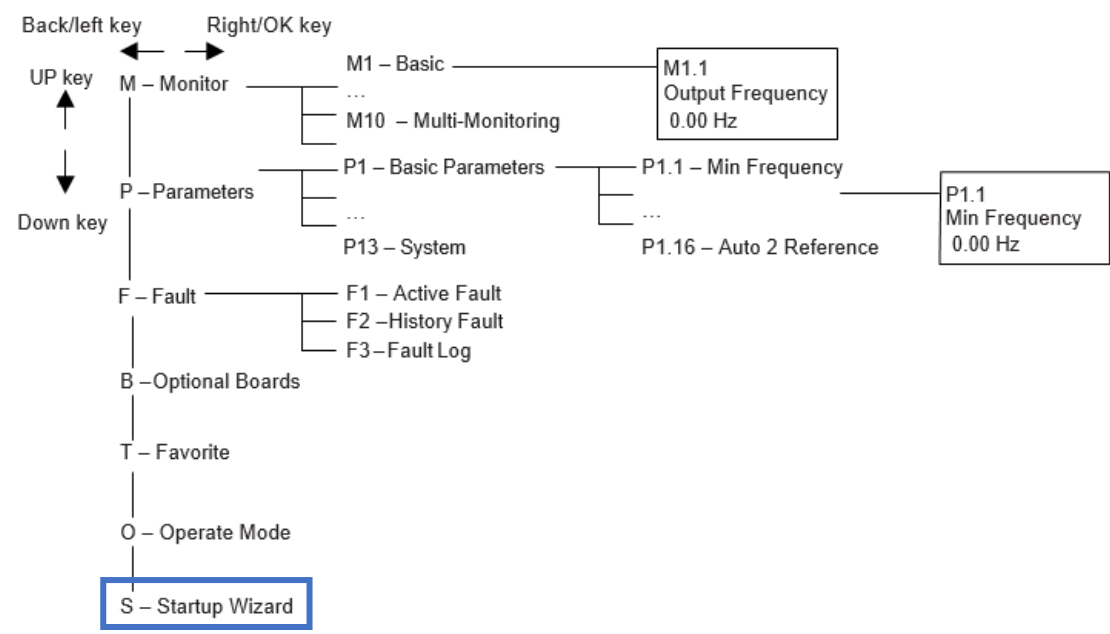 Back/left key Right/OK key
UP key
Down key
M – Monitor
M1 – Basic
...
M10 – Multi-Monitoring
M1.1
Output Frequency
0.00 Hz
P –Parameters
P1 – Basic Parameters
...
P13 – System
P1.1 – Min Frequency
...
P1.16 – Auto 2 Reference
P1.1
Min Frequency
0.00 Hz
F – Fault
F1 – Active Fault
F2 –History Fault
F3–Fault Log
B –Optional Boards
T – Favorite
O – Operate Mode
S – Startup Wizard